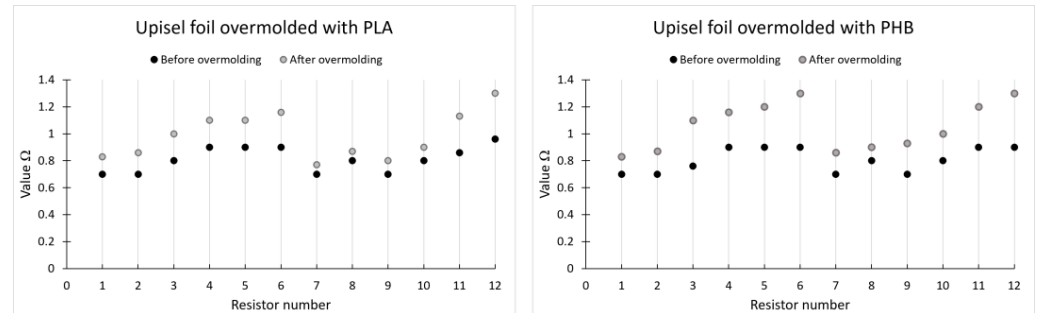 Upisel foil overmolded with PLA
Before overmolding After overmolding
1.4
1.2
1
0.8
0.6
0.4
0.2
0
Value Ω
0 1 2 3 4 5 6 7 8 9 10 11 12
Resistor number
Upisel foil overmolded with PHB
Before overmolding After overmolding
1.4
1.2
1
0.8
0.6
0.4
0.2
0
Value Ω
0 1 2 3 4 5 6 7 8 9 10 11 12
Resistor number